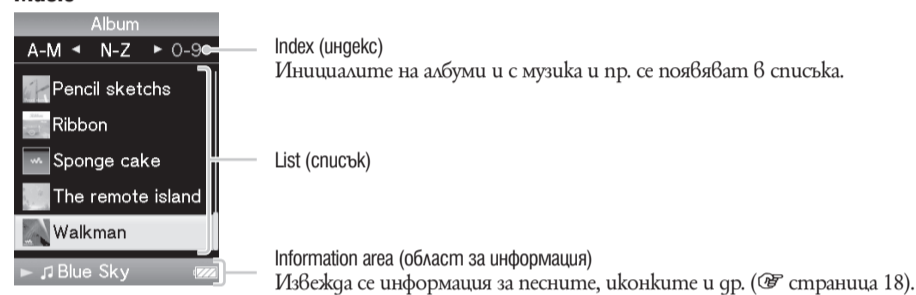 Album
A-M ◄ N-Z ► 0-9
Index (индекс)
Инициалите на албуми и с музика и пр. се появяват в списъка.
Pencil sketchs
Ribbon
Sponge cake
List (списък)
The remote island
Walkman
Information area (област за информация)
► ♫ Blue Sky
Извежда се информация за песните, иконките и др. (☞ страница 18).